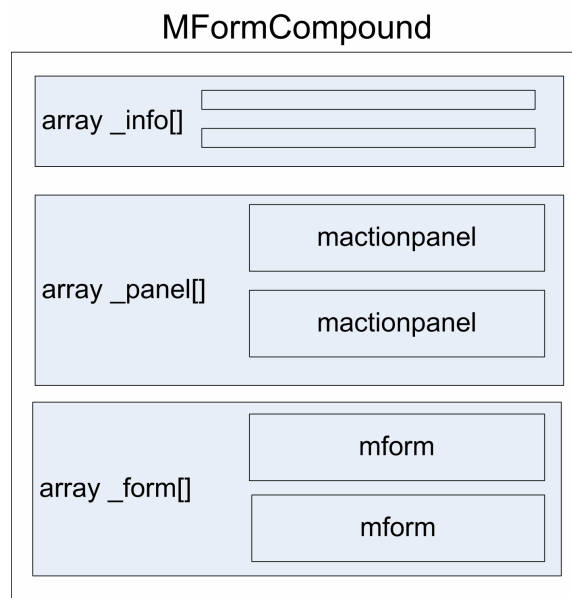 MFormCompound
array _info[]
array _panel[]
mactionpanel
mactionpanel
array _form[]
mform
mform